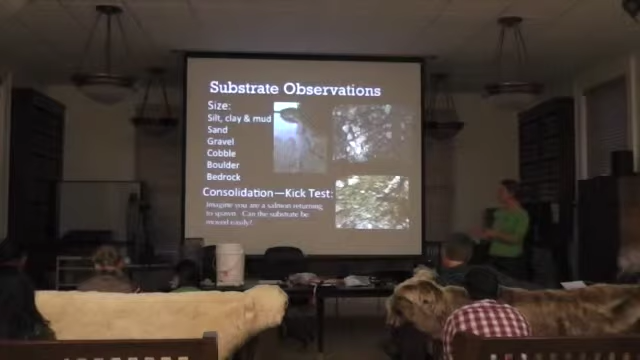 Substrate Observations
Size:
Silt, clay & mud
Sand
Gravel
Cobble
Boulder
Bedrock
Consolidation—Kick Test:
Imagine you are a salmon returning
to spawn. Can the substrate be
moved easily?